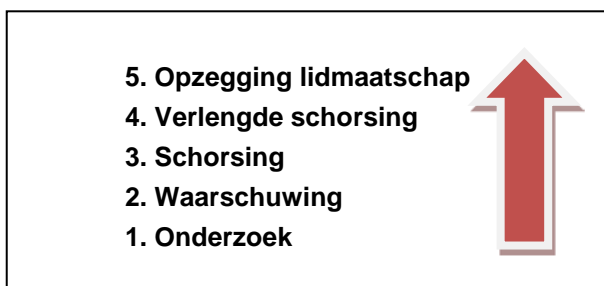 5. Opzegging lidmaatschap
4. Verlengde schorsing
3. Schorsing
2. Waarschuwing
1. Onderzoek